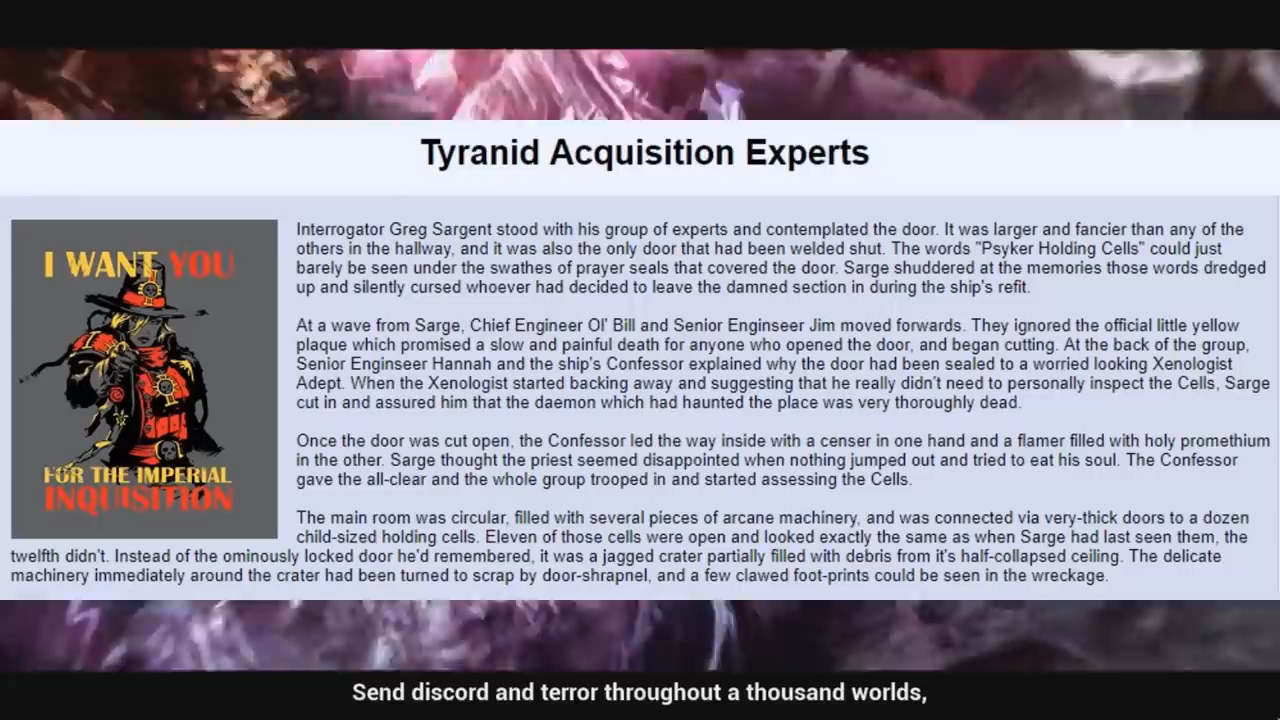 Tyranid Acquisition Experts
I WANT YOU
FOR THE IMPERIAL
INQUISITION
Interrogator Greg Sargent stood with his group of experts and contemplated the door. It was larger and fancier than any of the
others in the hallway, and it was also the only door that had been welded shut. The words "Psyker Holding Cells" could just
barely be seen under the swathes of prayer seals that covered the door. Sarge shuddered at the memories those words dredged
up and silently cursed whoever had decided to leave the damned section in during the ship's refit.
At a wave from Sarge, Chief Engineer Ol' Bill and Senior Enginseer Jim moved forwards. They ignored the official little yellow
plaque which promised a slow and painful death for anyone who opened the door, and began cutting. At the back of the group,
Senior Enginseer Hannah and the ship's Confessor explained why the door had been sealed to a worried looking Xenologist
Adept. When the Xenologist started backing away and suggesting that he really didn't need to personally inspect the Cells, Sarge
cut in and assured him that the daemon which had haunted the place was very thoroughly dead.
Once the door was cut open, the Confessor led the way inside with a censer in one hand and a flamer filled with holy promethium
in the other. Sarge thought the priest seemed disappointed when nothing jumped out and tried to eat his soul. The Confessor
gave the all-clear and the whole group trooped in and started assessing the Cells.
The main room was circular, filled with several pieces of arcane machinery, and was connected via very-thick doors to a dozen
child-sized holding cells. Eleven of those cells were open and looked exactly the same as when Sarge had last seen them, the
twelfth didn't. Instead of the ominously locked door he'd remembered, it was a jagged crater partially filled with debris from it's half-collapsed ceiling. The delicate
machinery immediately around the crater had been turned to scrap by door-shrapnel, and a few clawed foot-prints could be seen in the wreckage.
Send discord and terror throughout a thousand worlds,